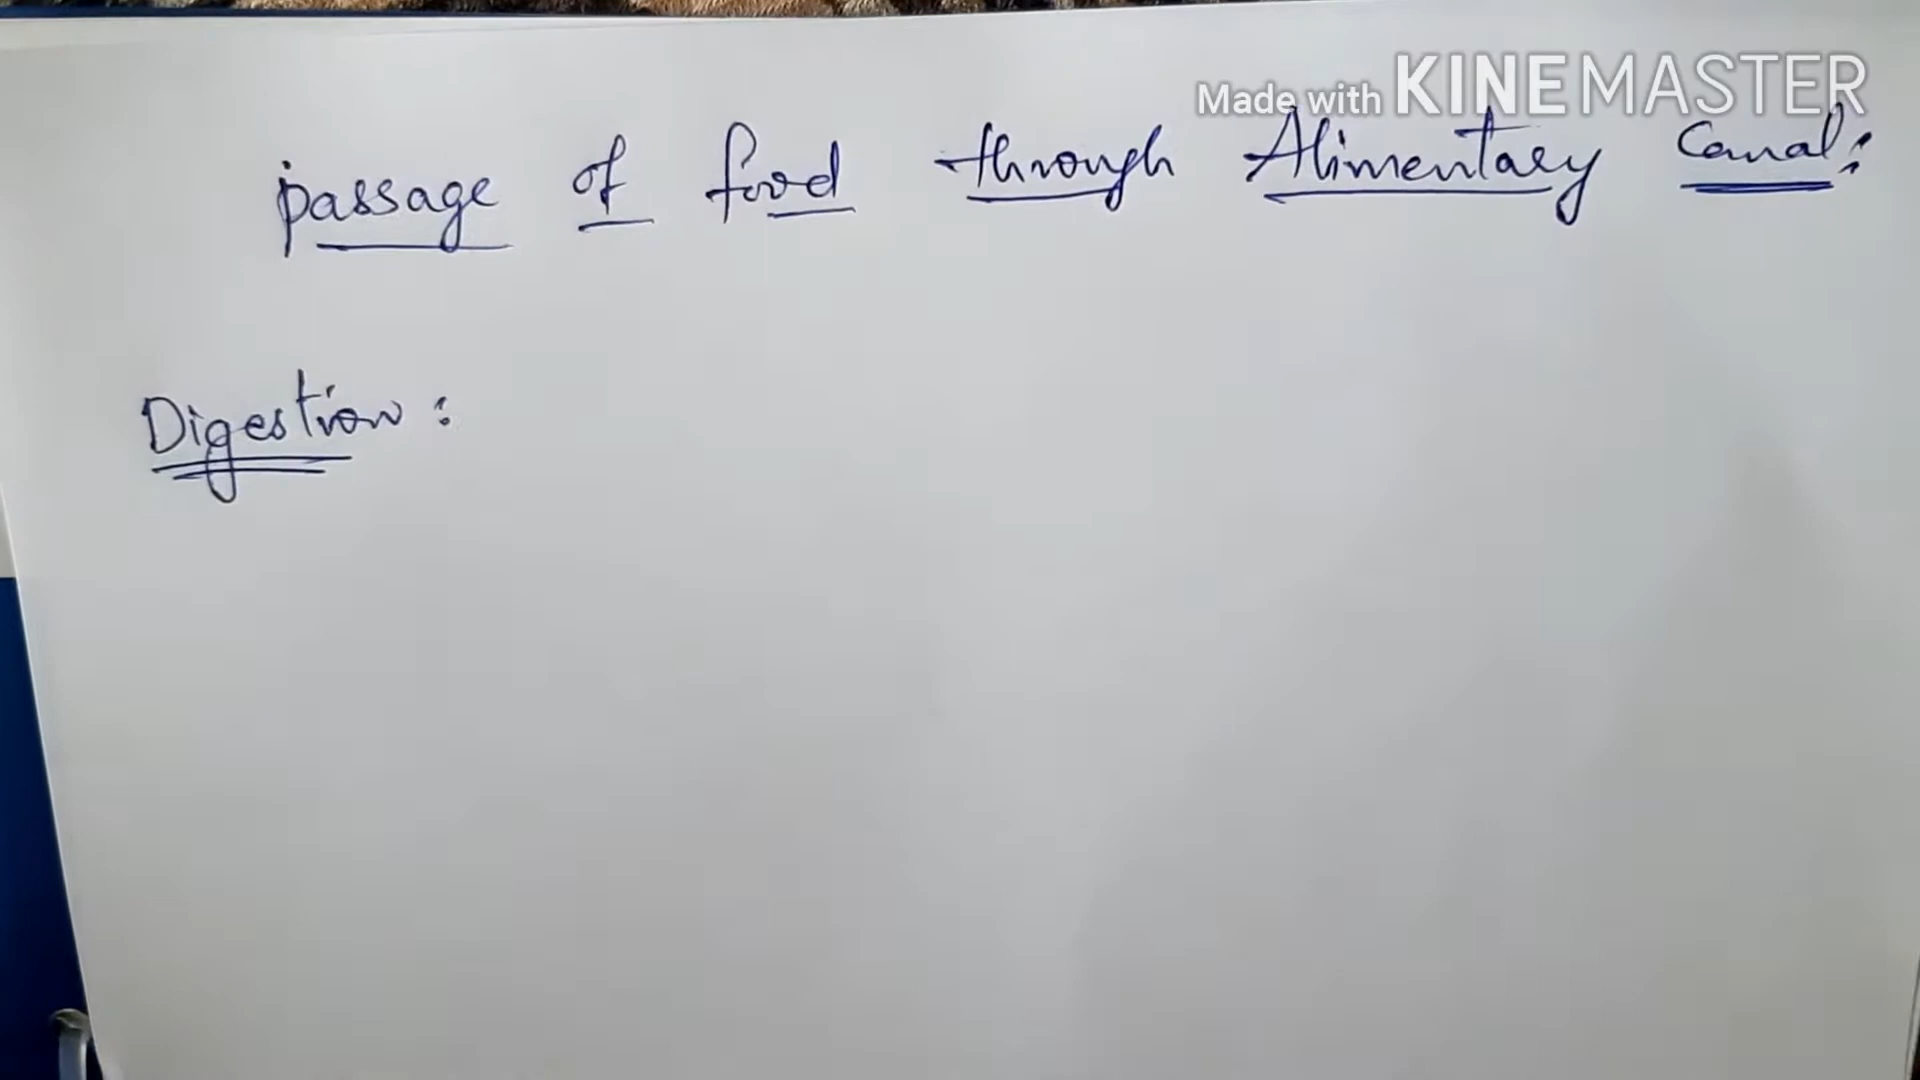 Made with KINEMASTER
passage of food through Alimentary Canal:
Digestion: